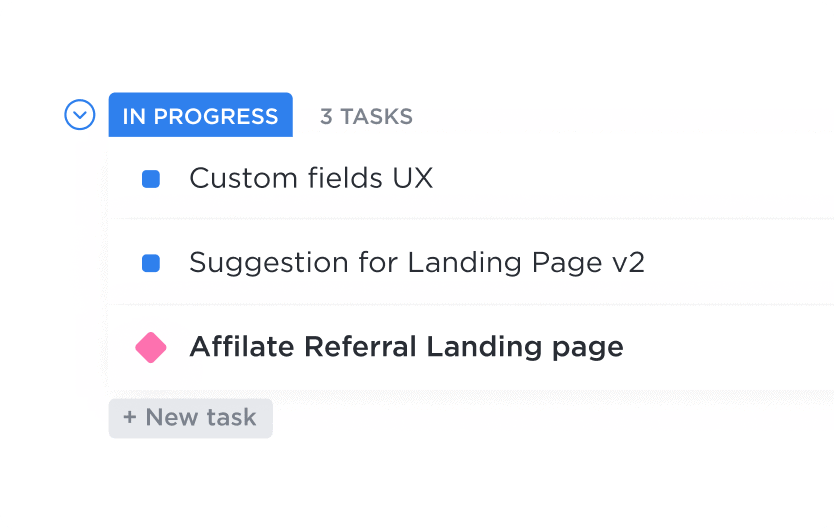 IN PROGRESS 3 TASKS
Custom fields UX
Suggestion for Landing Page v2
Affilate Referral Landing page
+ New task